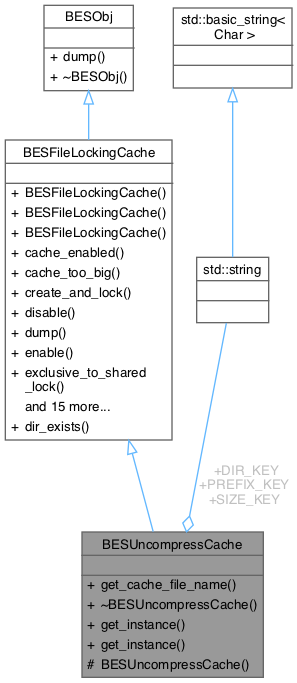 BESObj
+ dump()
+ ~BESObj()
std::basic_string<
Char >
BESFileLockingCache
+ BESFileLockingCache()
+ BESFileLockingCache()
+ BESFileLockingCache()
+ cache_enabled()
+ cache_too_big()
+ create_and_lock()
+ disable()
+ dump()
+ enable()
+ exclusive_to_shared
_lock()
and 15 more...
+ dir_exists()
std::string
+DIR_KEY
+PREFIX_KEY
+SIZE_KEY
BESUncompressCache
+ get_cache_file_name()
+ ~BESUncompressCache()
+ get_instance()
+ get_instance()
# BESUncompressCache()